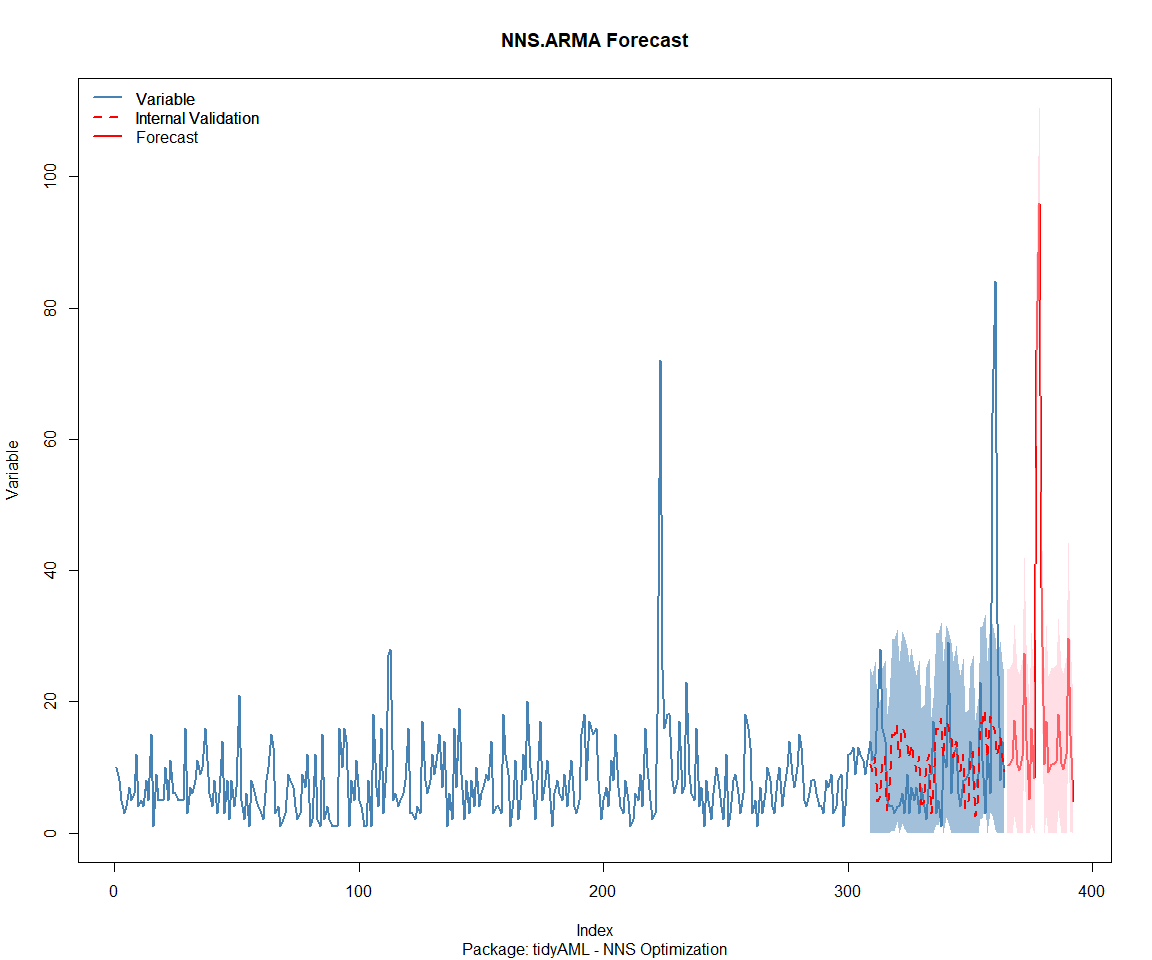 NNS.ARMA Forecast
Variable
Internal Validation
Forecast
Variable
100
80
60
40
20
0
0
100
200
300
400
Index
Package: tidyAML - NNS Optimization